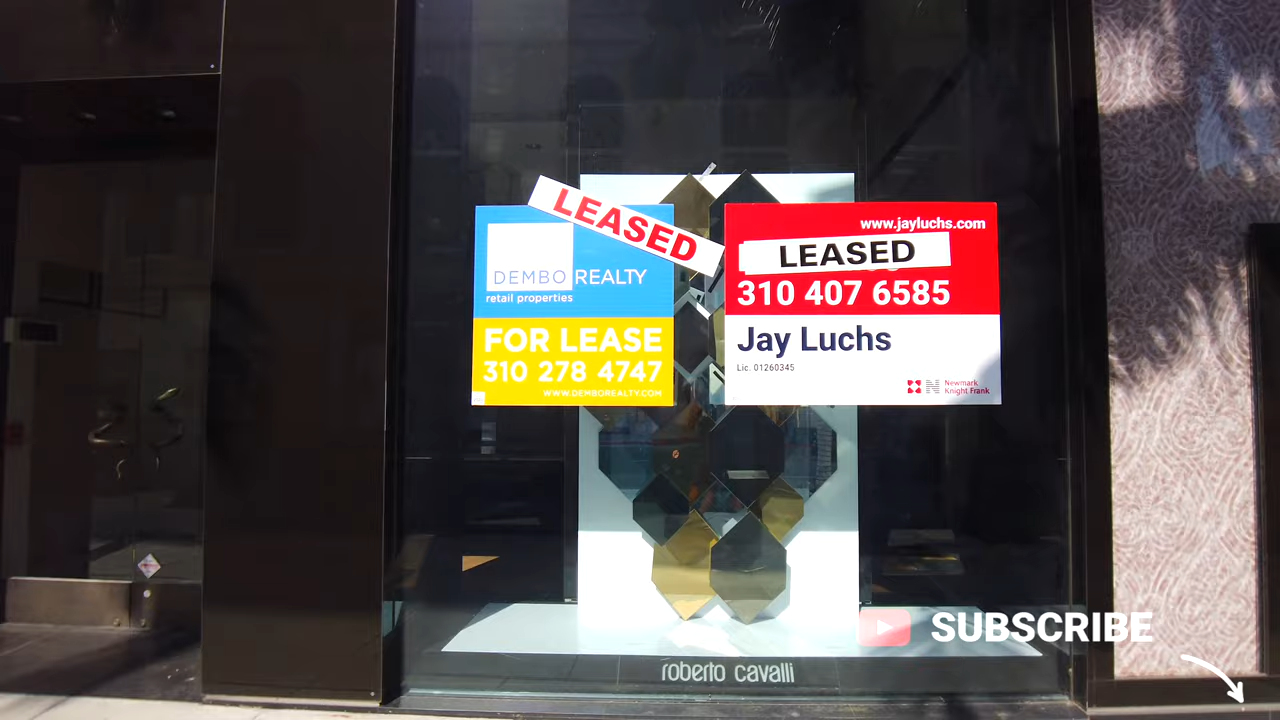 LEASED
DEMBO REALTY
retail properties
FOR LEASE
310 278 4747
WWW.DEMBOREALTY.COM
www.jayluchs.com
LEASED
310 407 6585
Jay Luchs
Lic. 01260345
Newmark
Knight Frank
roberto cavalli
SUBSCRIBE